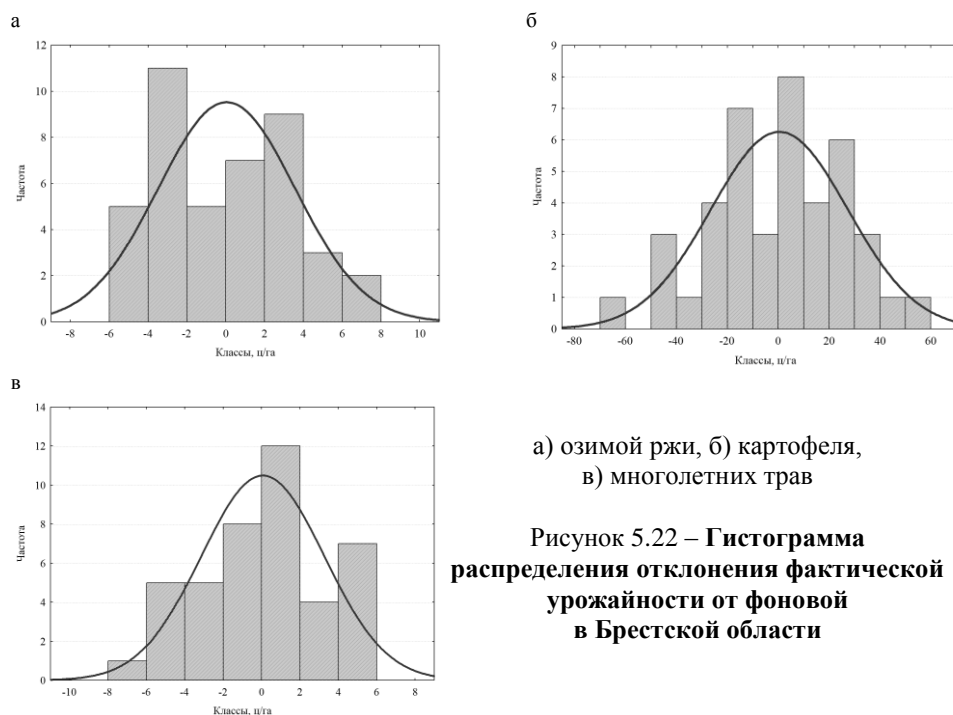 а
12
10
8
6
4
2
0
Частота
-8 -6 -4 -2 0 2 4 6 8 10
Классы, ц/га
б
9
8
7
6
5
4
3
2
1
0
Частота
-80 -60 -40 -20 0 20 40 60
Классы, ц/га
в
14
12
10
8
6
4
2
0
Частота
-10 -8 -6 -4 -2 0 2 4 6 8
Классы, ц/га
а) озимой ржи, б) картофеля,
в) многолетних трав
Рисунок 5.22 – Гистограмма
распределения отклонения фактической
урожайности от фоновой
в Брестской области